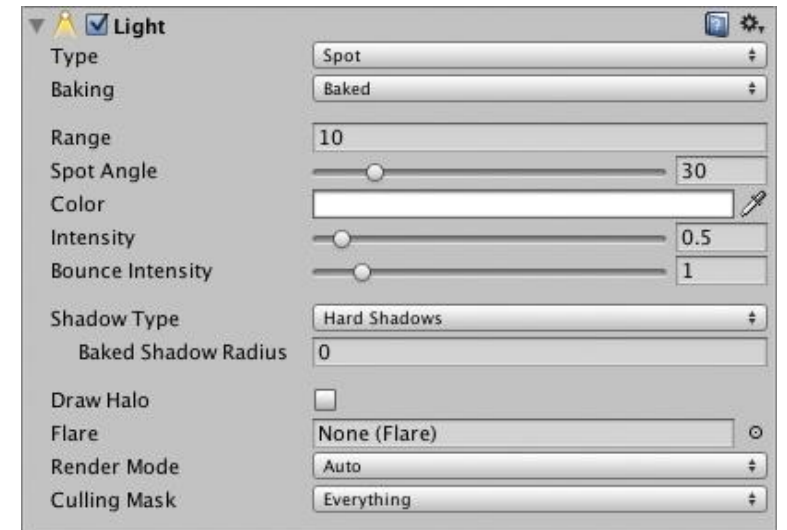 Light
Type Spot
Baking Baked
Range 10
Spot Angle 30
Color
Intensity 0.5
Bounce Intensity 1
Shadow Type Hard Shadows
Baked Shadow Radius 0
Draw Halo
Flare None (Flare)
Render Mode Auto
Culling Mask Everything